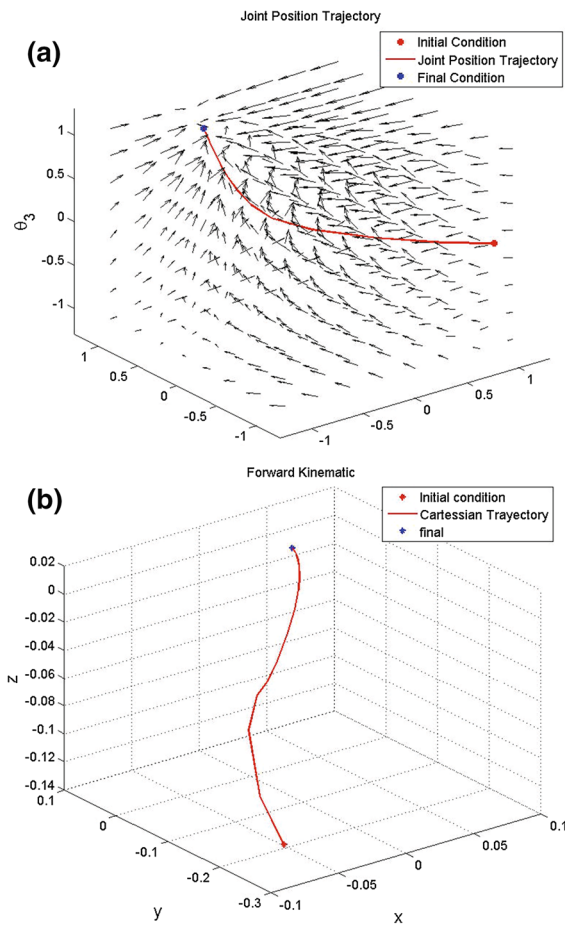 Joint Position Trajectory
(a)
Initial Condition
Joint Position Trajectory
Final Condition
1
0.5
0
-0.5
-1
θ3
1
0.5
0
-0.5
-1
-1
-0.5
0
0.5
1
Forward Kinematic
(b)
Initial condition
Cartessian Trayectory
final
0.02
0
-0.02
-0.04
-0.06
-0.08
-0.1
-0.12
-0.14
z
0.1
0
-0.1
-0.2
-0.3
y
-0.1
-0.05
0
0.05
0.1
x